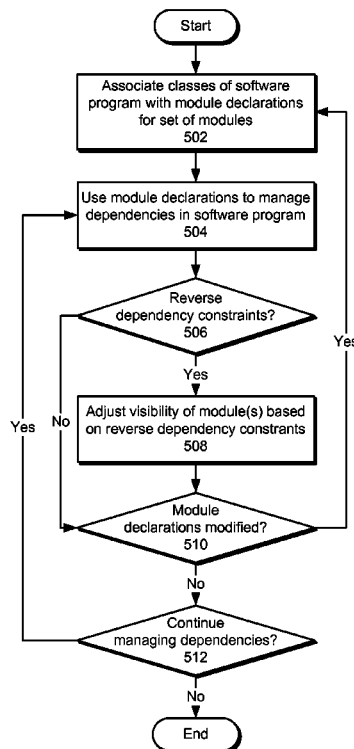 Start
Associate classes of software
program with module declarations
for set of modules
502
Use module declarations to manage
dependencies in software program
504
Reverse
dependency constraints?
506
Yes
Yes
Yes
No
Adjust visibility of module(s) based
on reverse dependency constrants
508
Module
declarations modified?
510
No
Continue
managing dependencies?
512
No
End